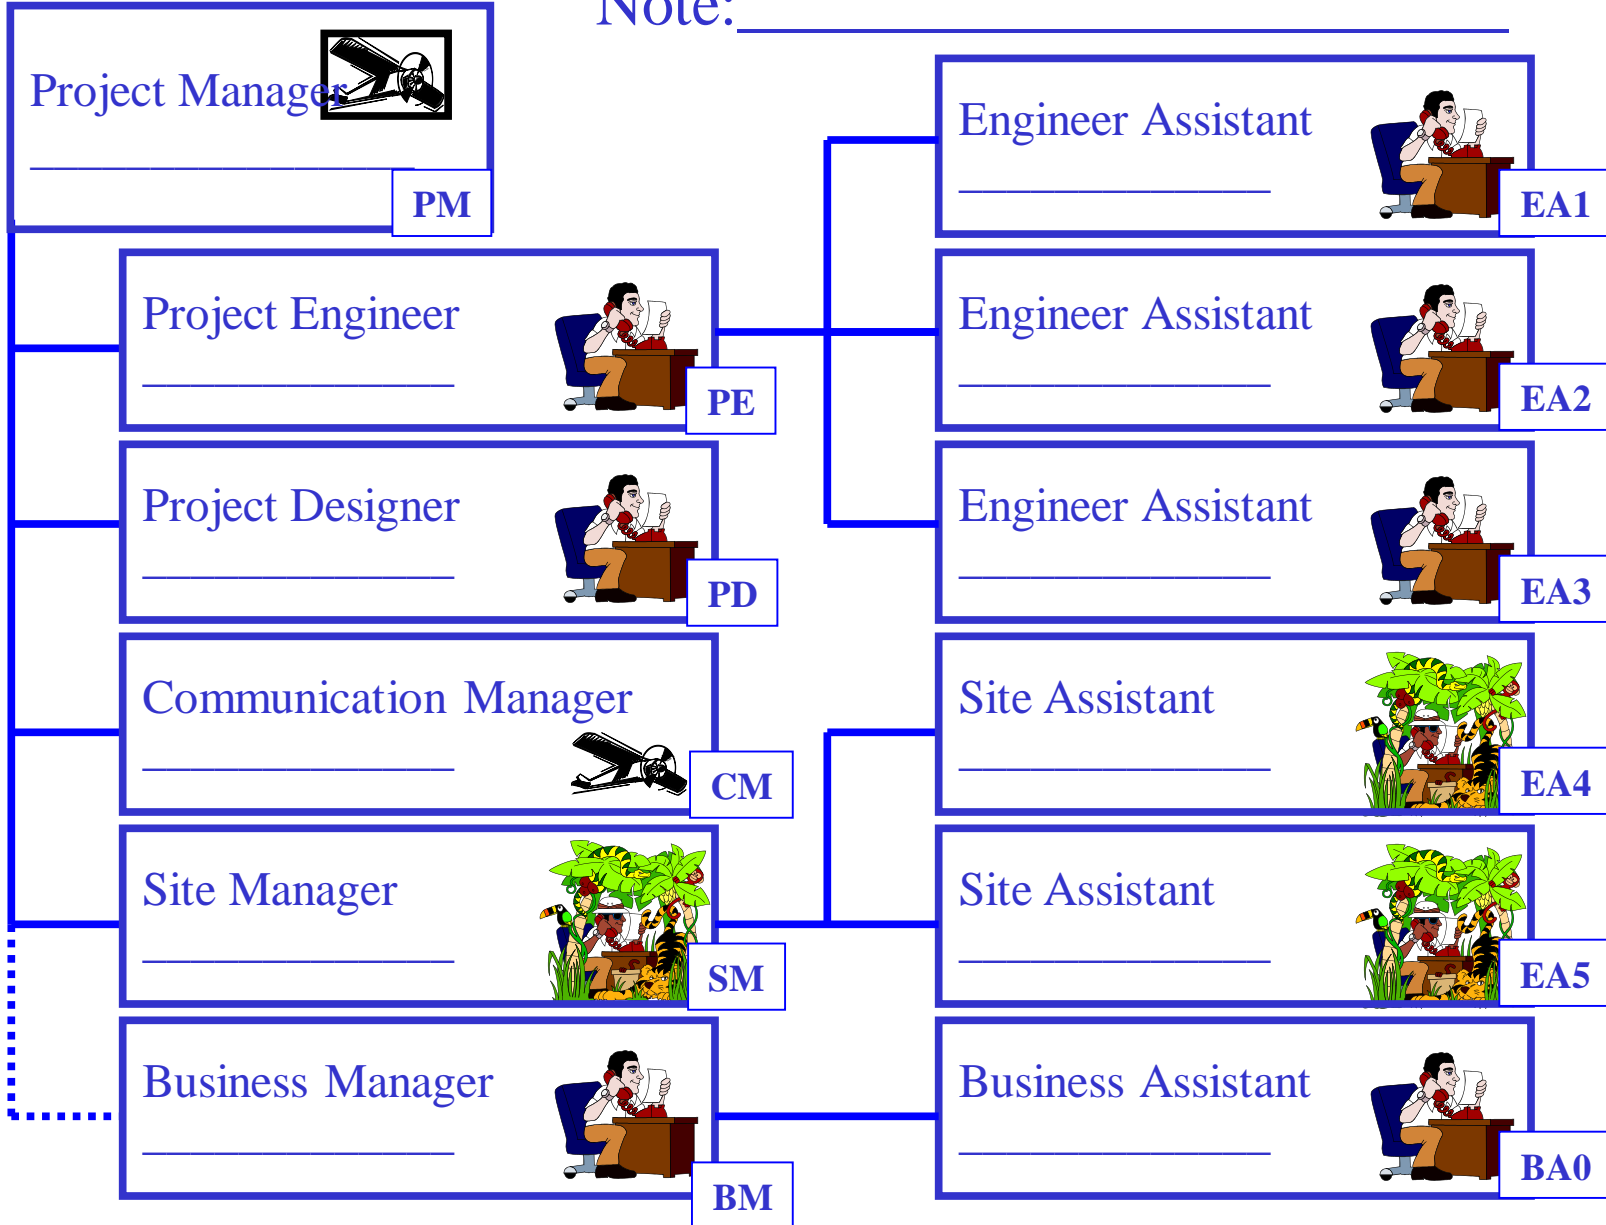 Note:
Project Manager
PM
Engineer Assistant
EA1
Project Engineer
PE
Engineer Assistant
EA2
Project Designer
PD
Engineer Assistant
EA3
Communication Manager
CM
Site Assistant
EA4
Site Manager
SM
Site Assistant
EA5
Business Manager
BM
Business Assistant
BA0